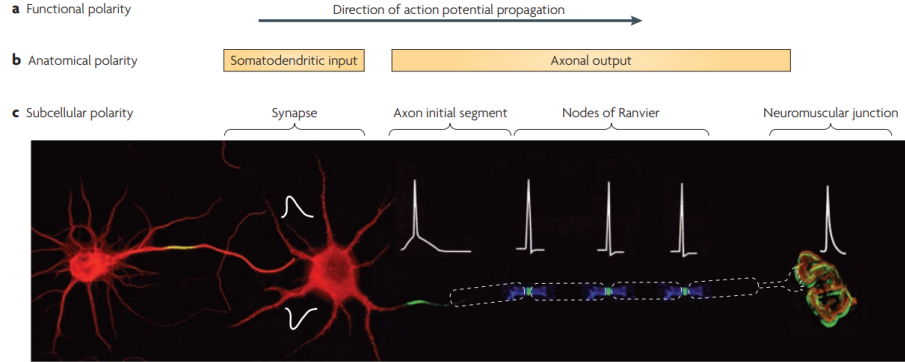 a Functional polarity
Direction of action potential propagation
b Anatomical polarity
Somatodendritic input
Axonal output
c Subcellular polarity
Synapse
Axon initial segment
Nodes of Ranvier
Neuromuscular junction